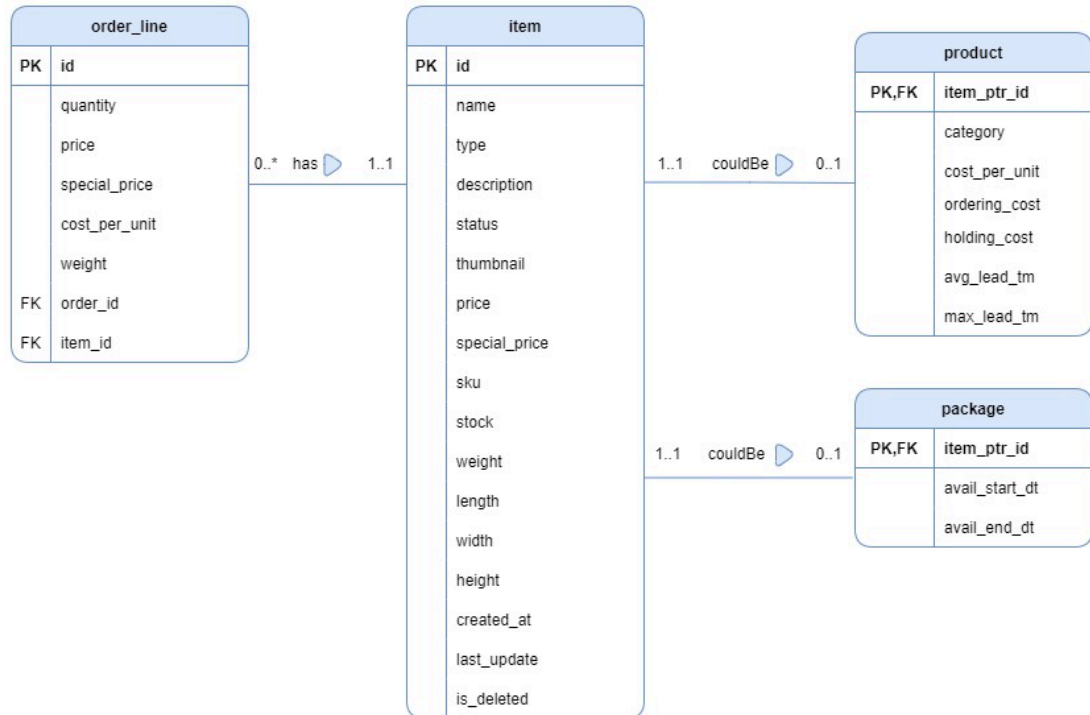 order_line
PK id
quantity
price
special_price
cost_per_unit
weight
FK order_id
FK item_id
0..* has 1..1
item
PK id
name
type
description
status
thumbnail
price
special_price
sku
stock
weight
length
width
height
created_at
last_update
is_deleted
1..1 couldBe 0..1
product
PK,FK item_ptr_id
category
cost_per_unit
ordering_cost
holding_cost
avg_lead_tm
max_lead_tm
1..1 couldBe 0..1
package
PK,FK item_ptr_id
avail_start_dt
avail_end_dt